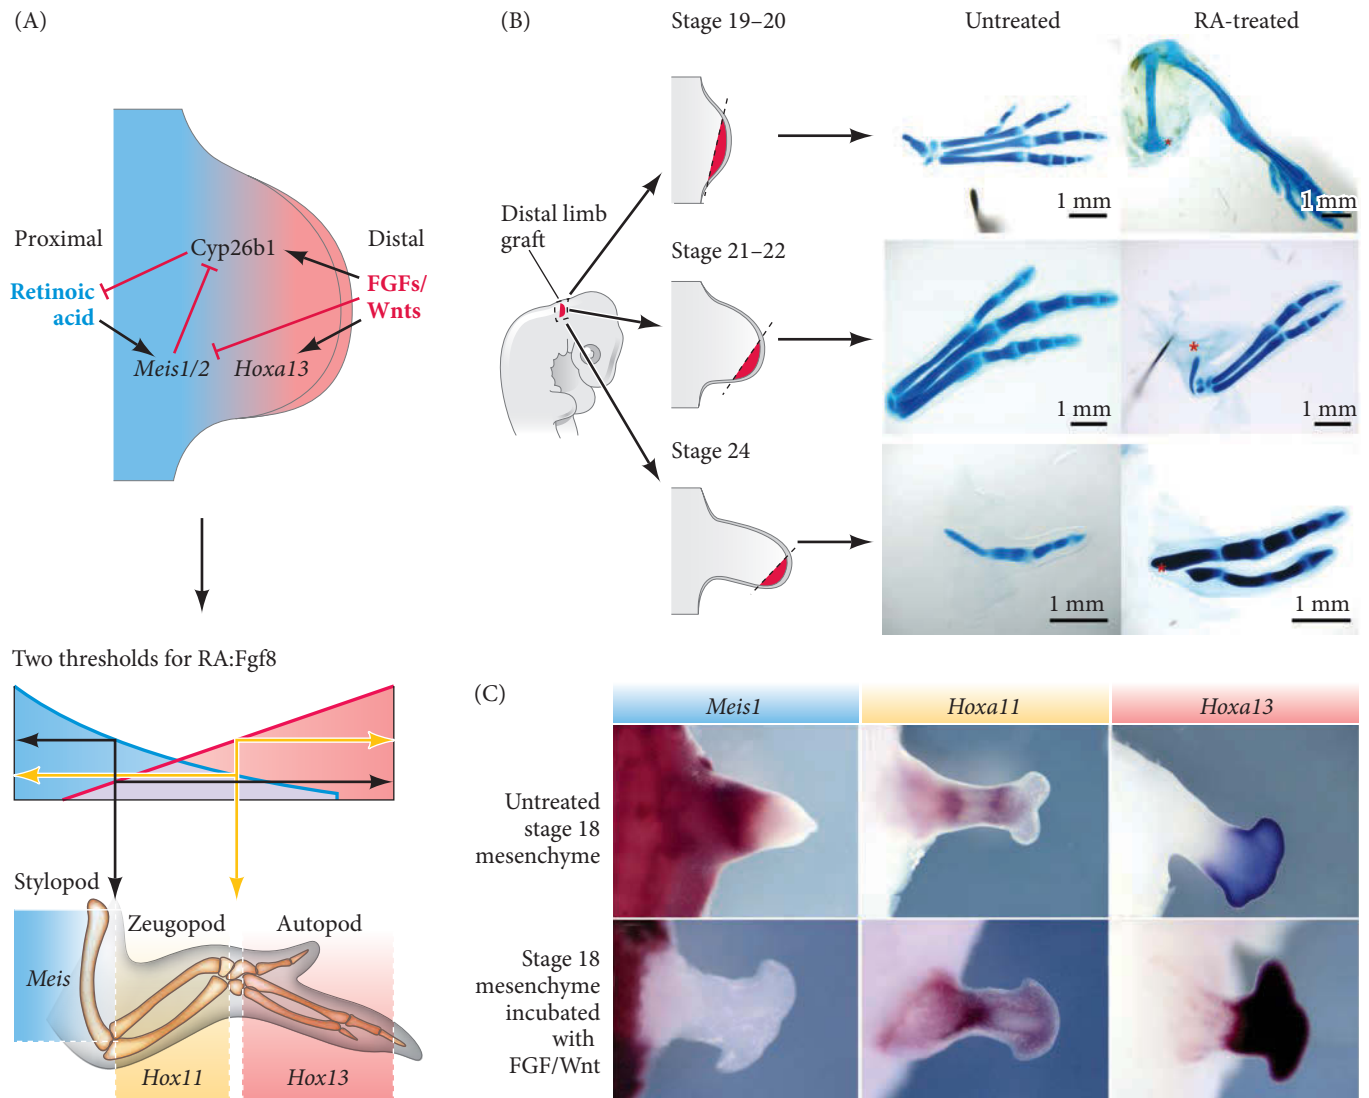 (A)
Proximal
Distal
Cyp26b1
Retinoic
acid
FGFs/
Wnts
Meis1/2
Hoxa13
Two thresholds for RA:Fgf8
Stylopod
Zeugopod
Autopod
Meis
Hox11
Hox13
(B)
Stage 19–20
Untreated
RA-treated
Distal limb
graft
1 mm
1 mm
Stage 21–22
*
1 mm
*
1 mm
Stage 24
1 mm
*
1 mm
(C)
Meis1
Hoxa11
Hoxa13
Untreated
stage 18
mesenchyme
Stage 18
mesenchyme
incubated
with
FGF/Wnt